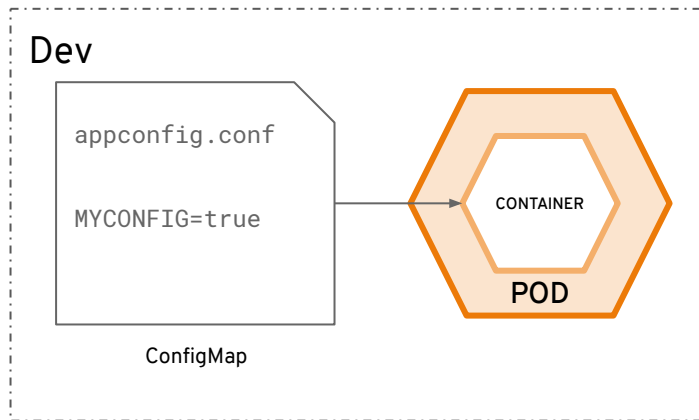 Dev
appconfig.conf
MYCONFIG=true
ConfigMap
CONTAINER
POD